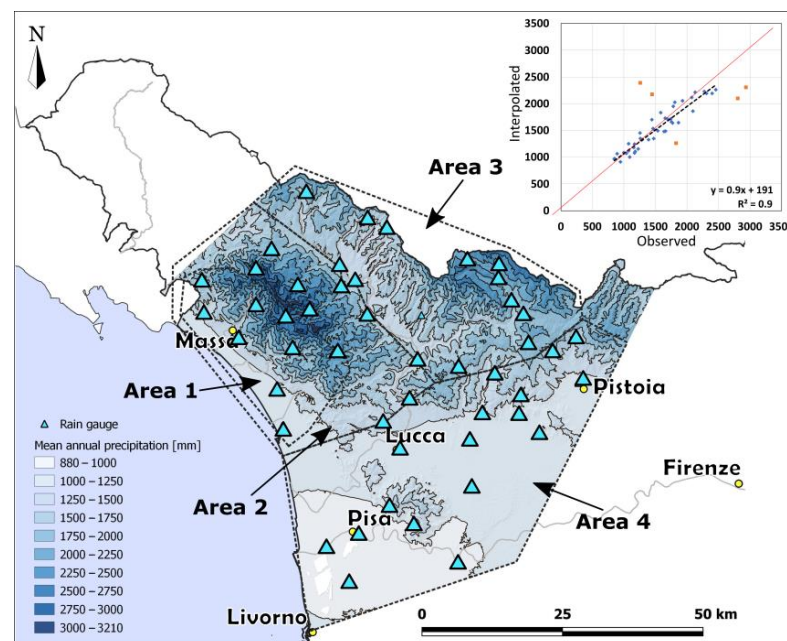 N
Area 3
Massa
Area 1
Pistoia
Lucca
Area 2
Firenze
Area 4
Pisa
Livorno
Rain gauge
Mean annual precipitation [mm]
880 – 1000
1000 – 1250
1250 – 1500
1500 – 1750
1750 – 2000
2000 – 2250
2250 – 2500
2500 – 2750
2750 – 3000
3000 – 3210
0 25 50 km
Interpolated
3500
3000
2500
2000
1500
1000
500
0
y = 0.9x + 191
R² = 0.9
0 500 1000 1500 2000 2500 3000 350
Observed